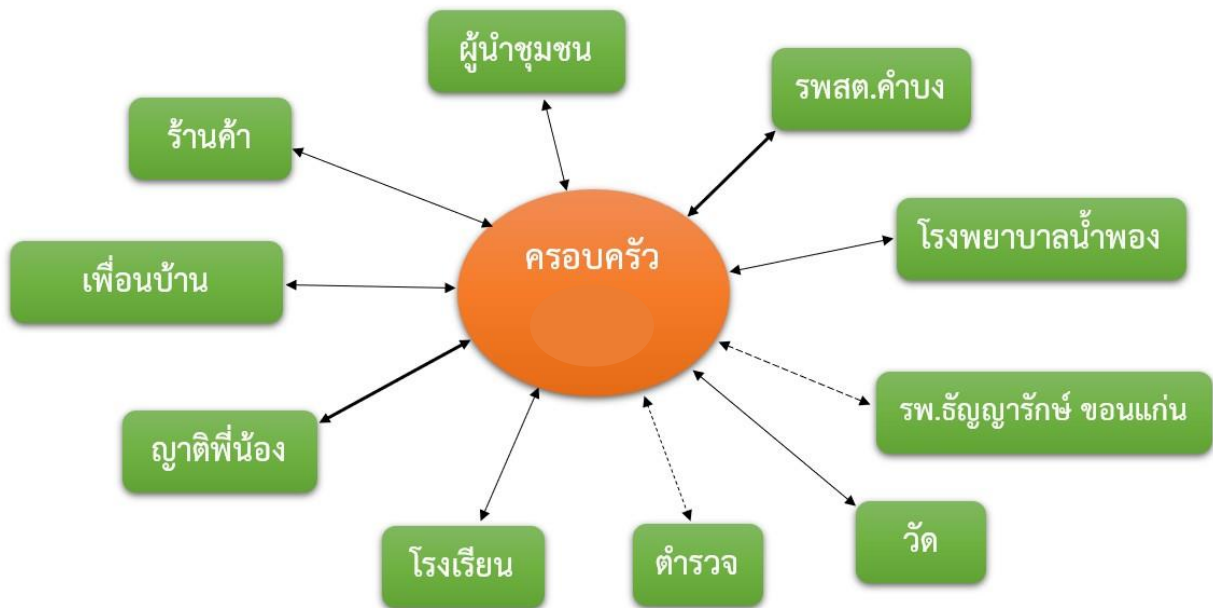 ผู้นำชุมชน
รพสต.คำบง
ร้านค้า
โรงพยาบาลน้ำพอง
ครอบครัว
เพื่อนบ้าน
รพ.ธัญญารักษ์ ขอนแก่น
ญาติพี่น้อง
วัด
โรงเรียน
ตำรวจ